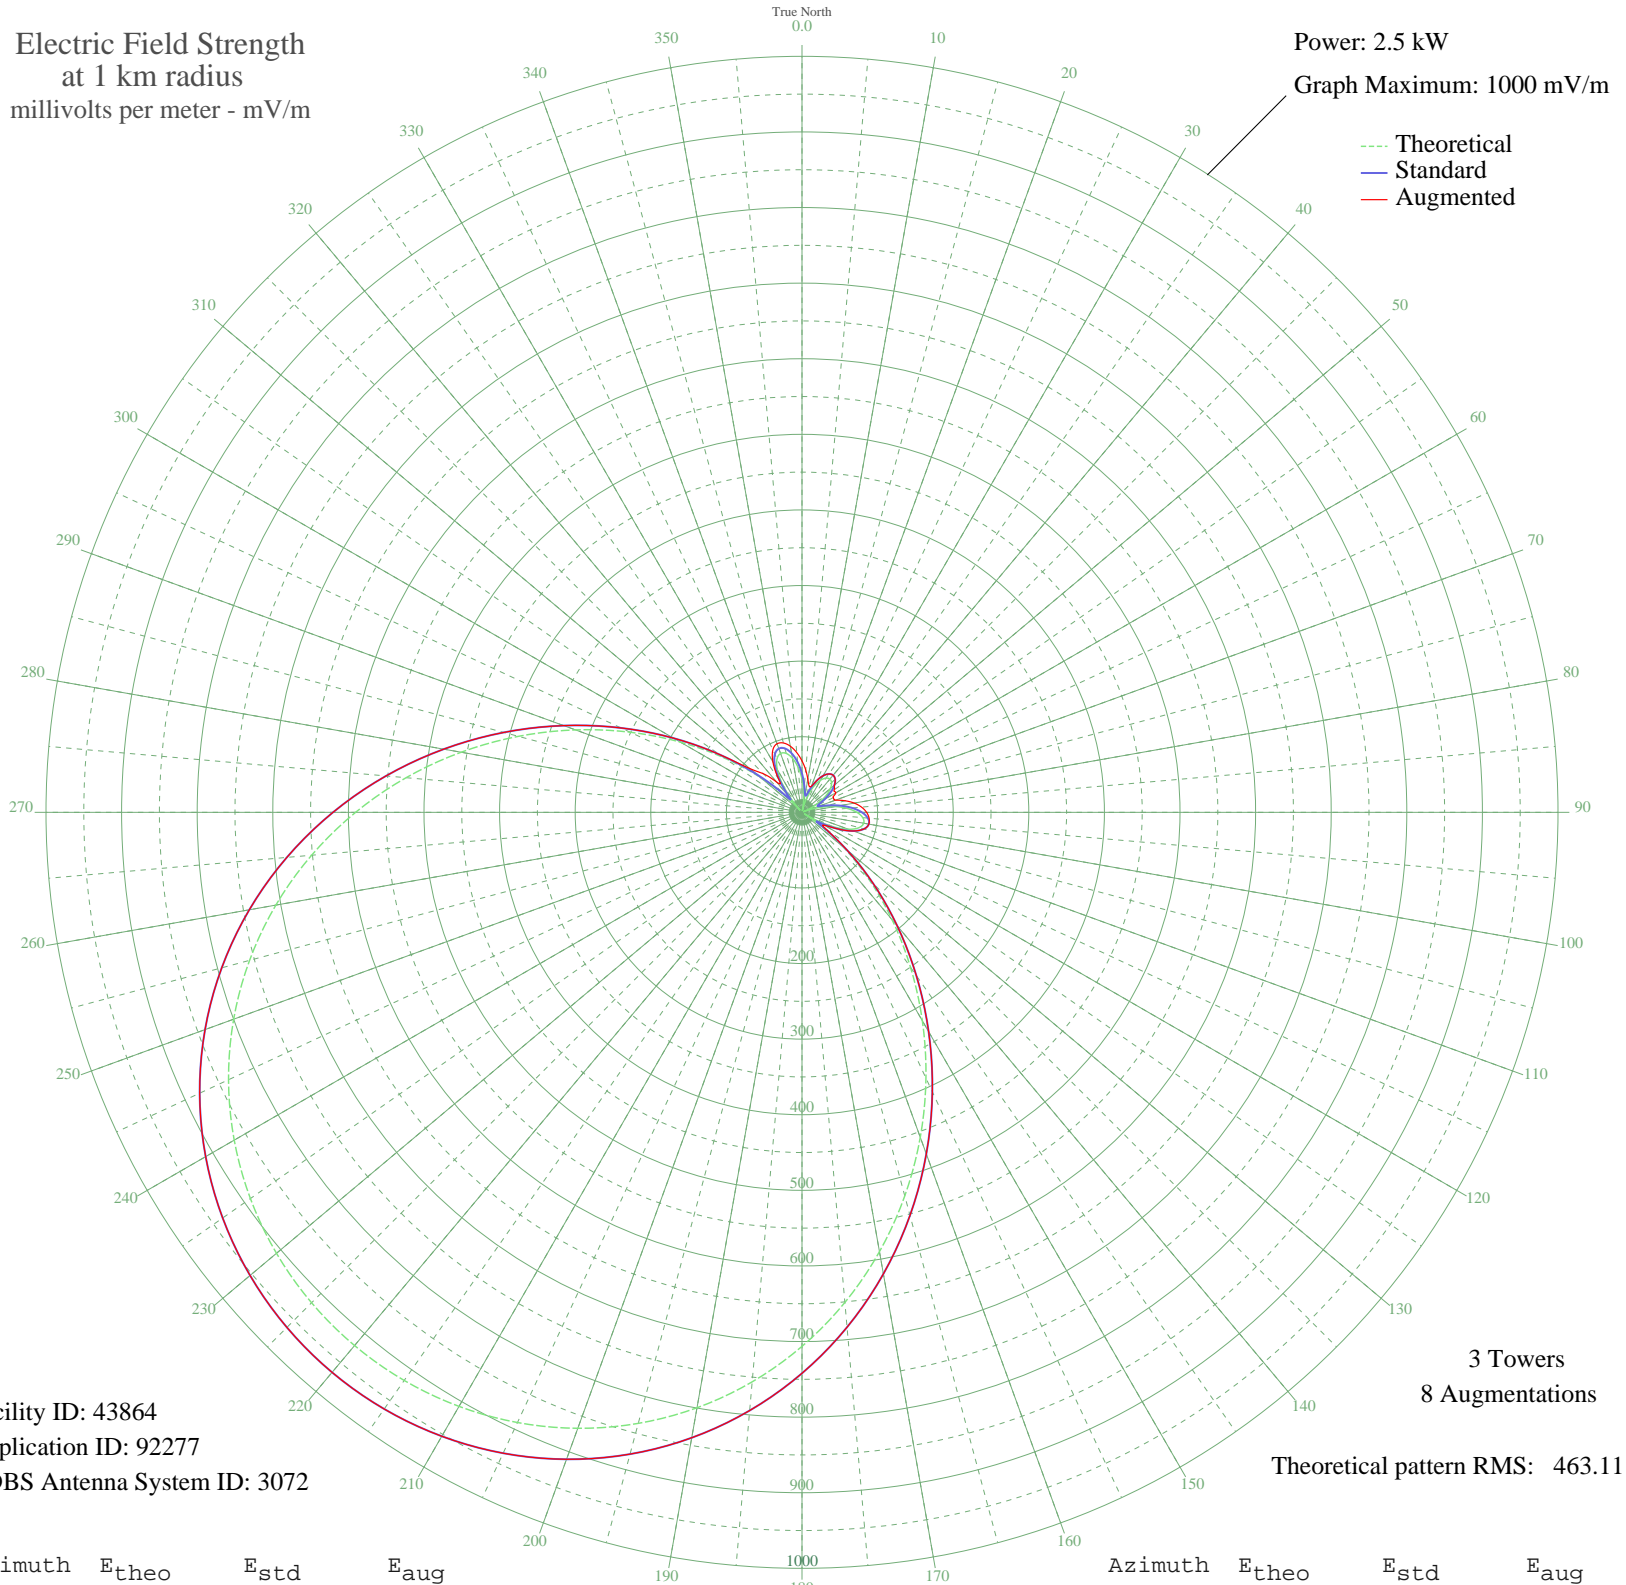 True North
0.0
Electric Field Strength
at 1 km radius
millivolts per meter - mV/m
Power: 2.5 kW
Graph Maximum: 1000 mV/m
Theoretical
Standard
Augmented
10
20
30
40
50
60
70
80
90
100
110
120
130
140
150
160
170
190
200
210
220
230
240
250
260
270
280
290
300
310
320
330
340
350
200
300
400
500
600
700
800
900
1000
3 Towers
8 Augmentations
Theoretical pattern RMS: 463.11
cility ID: 43864
plication ID: 92277
DBS Antenna System ID: 3072
imuth Etheo Estd Eaug
Azimuth Etheo Estd Eaug